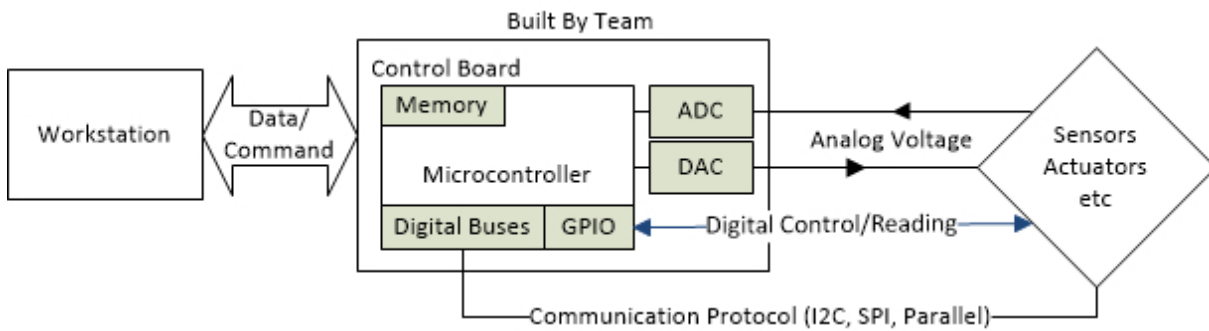 Built By Team
Control Board
Memory
ADC
Workstation
Data/
Command
Analog Voltage
Sensors
Actuators
etc
Microcontroller
DAC
Digital Buses
GPIO
Digital Control/Reading
Communication Protocol (I2C, SPI, Parallel)